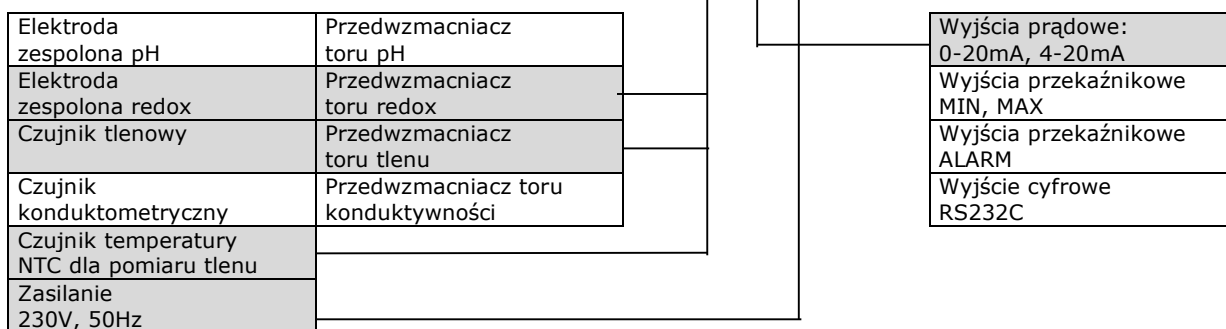 Elektroda
zespolona pH
Przedwzmacniacz
toru pH
Elektroda
zespolona redox
Przedwzmacniacz
toru redox
Czujnik tlenowy
Przedwzmacniacz
toru tlenu
Czujnik
konduktometryczny
Przedwzmacniacz toru
konduktywności
Czujnik temperatury
NTC dla pomiaru tlenu
Zasilanie
230V, 50Hz
Wyjścia prądowe:
0-20mA, 4-20mA
Wyjścia przekaźnikowe
MIN, MAX
Wyjścia przekaźnikowe
ALARM
Wyjście cyfrowe
RS232C